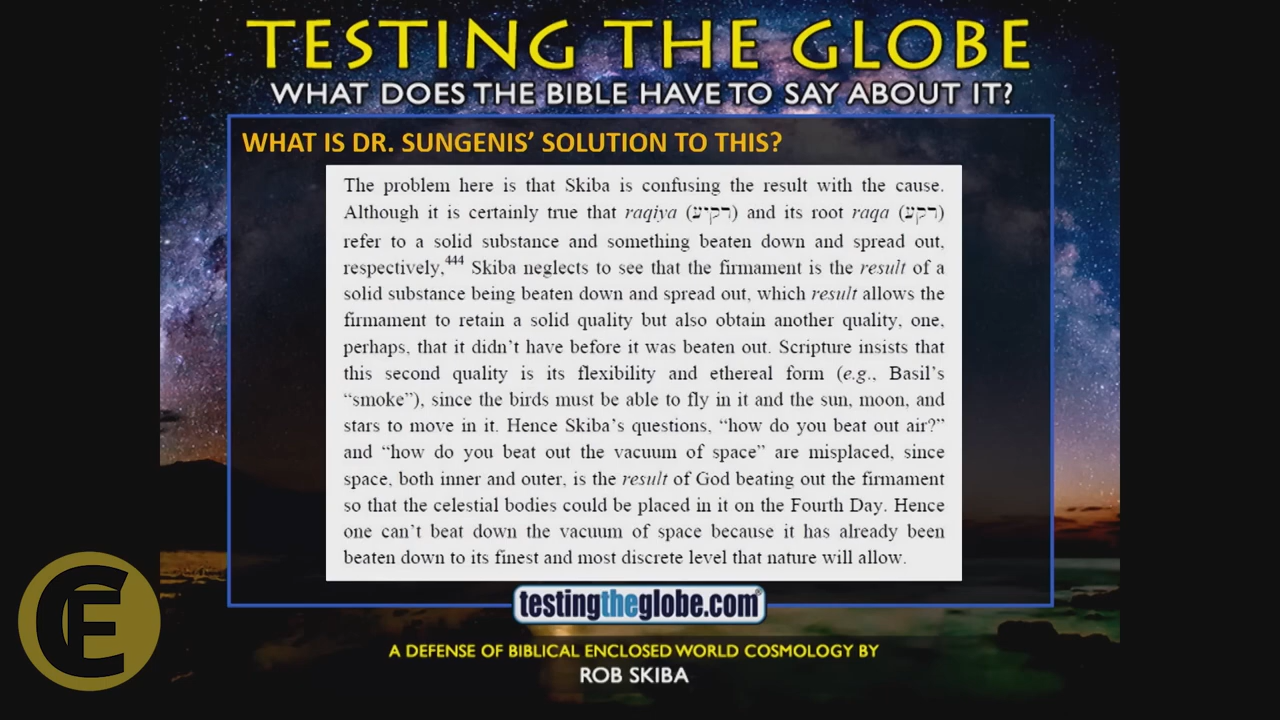 TESTING THE GLOBE
WHAT DOES THE BIBLE HAVE TO SAY ABOUT IT?
WHAT IS DR. SUNGENIS' SOLUTION TO THIS?
The problem here is that Skiba is confusing the result with the cause.
Although it is certainly true that raqiya (רקיע) and its root raqa (רקע)
refer to a solid substance and something beaten down and spread out,
respectively,444 Skiba neglects to see that the firmament is the result of a
solid substance being beaten down and spread out, which result allows the
firmament to retain a solid quality but also obtain another quality, one,
perhaps, that it didn't have before it was beaten out. Scripture insists that
this second quality is its flexibility and ethereal form (e.g., Basil's
“smoke”), since the birds must be able to fly in it and the sun, moon, and
stars to move in it. Hence Skiba's questions, “how do you beat out air?”
and “how do you beat out the vacuum of space” are misplaced, since
space, both inner and outer, is the result of God beating out the firmament
so that the celestial bodies could be placed in it on the Fourth Day. Hence
one can't beat down the vacuum of space because it has already been
beaten down to its finest and most discrete level that nature will allow.
testingtheglobe.com
A DEFENSE OF BIBLICAL ENCLOSED WORLD COSMOLOGY BY
ROB SKIBA